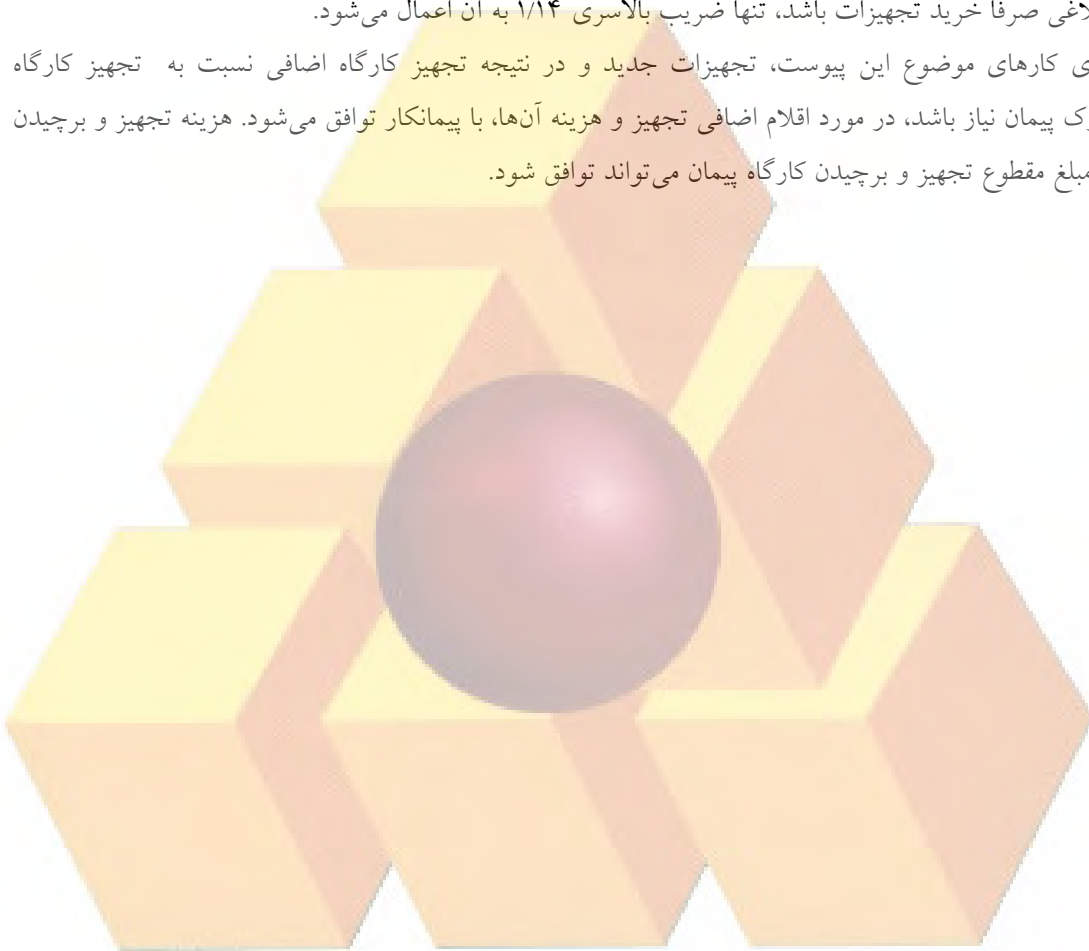 لاغی صرفا خرید تجهیزات باشد، تنها ضریب بالاسری ۱/۱۴ به آن اعمال می‌شود.
ی کارهای موضوع این پیوست، تجهیزات جدید و در نتیجه تجهیز کارگاه اضافی نسبت به تجهیز کارگاه
ک پیمان نیاز باشد، در مورد اقلام اضافی تجهیز و هزینه آن‌ها، با پیمانکار توافق می‌شود. هزینه تجهیز و برچیدن
مبلغ مقطوع تجهیز و برچیدن کارگاه پیمان می‌تواند توافق شود.